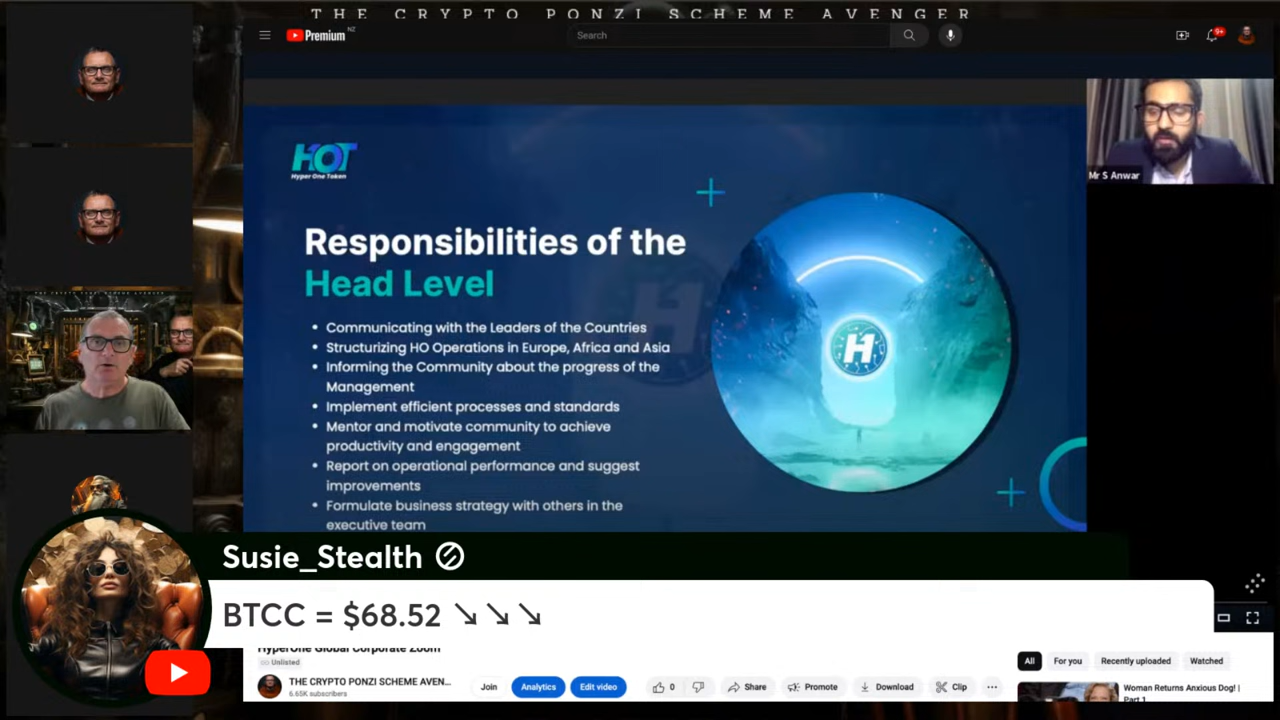 THE CRYPTO PONZI SCHEME AVENGER
Premium NZ
Search
9+
Mr S Anwar
HOT
Hyper One Token
Responsibilities of the
Head Level
• Communicating with the Leaders of the Countries
• Structurizing HO Operations in Europe, Africa and Asia
• Informing the Community about the progress of the
Management
• Implement efficient processes and standards
• Mentor and motivate community to achieve
productivity and engagement
• Report on operational performance and suggest
improvements
• Formulate business strategy with others in the
executive team
H
Susie_Stealth
BTCC = $68.52 ↘↘↘
HyperOne Global Corporate Zoom
Unlisted
THE CRYPTO PONZI SCHEME AVEN...
6.65K subscribers
Join
Analytics
Edit video
0
Share
Promote
Download
Clip
All
For you
Recently uploaded
Watched
Woman Returns Anxious Dog! |
Part 1